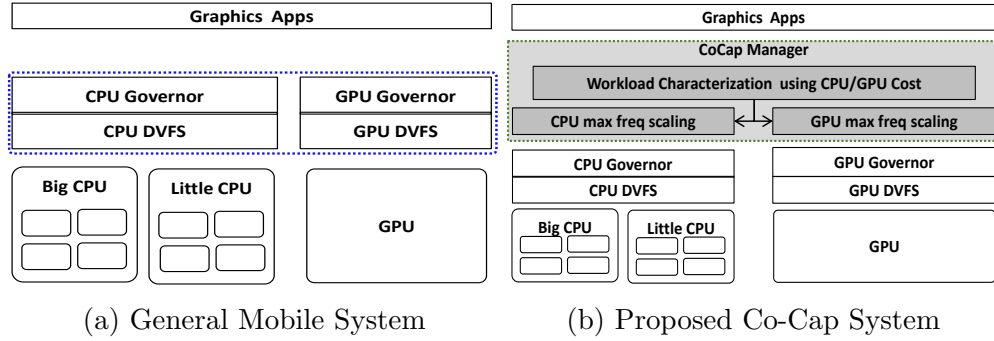 Graphics Apps
CPU Governor
GPU Governor
CPU DVFS
GPU DVFS
Big CPU
Little CPU
GPU
(a) General Mobile System
Graphics Apps
CoCap Manager
Workload Characterization using CPU/GPU Cost
CPU max freq scaling
GPU max freq scaling
CPU Governor
GPU Governor
CPU DVFS
GPU DVFS
Big CPU
Little CPU
GPU
(b) Proposed Co-Cap System